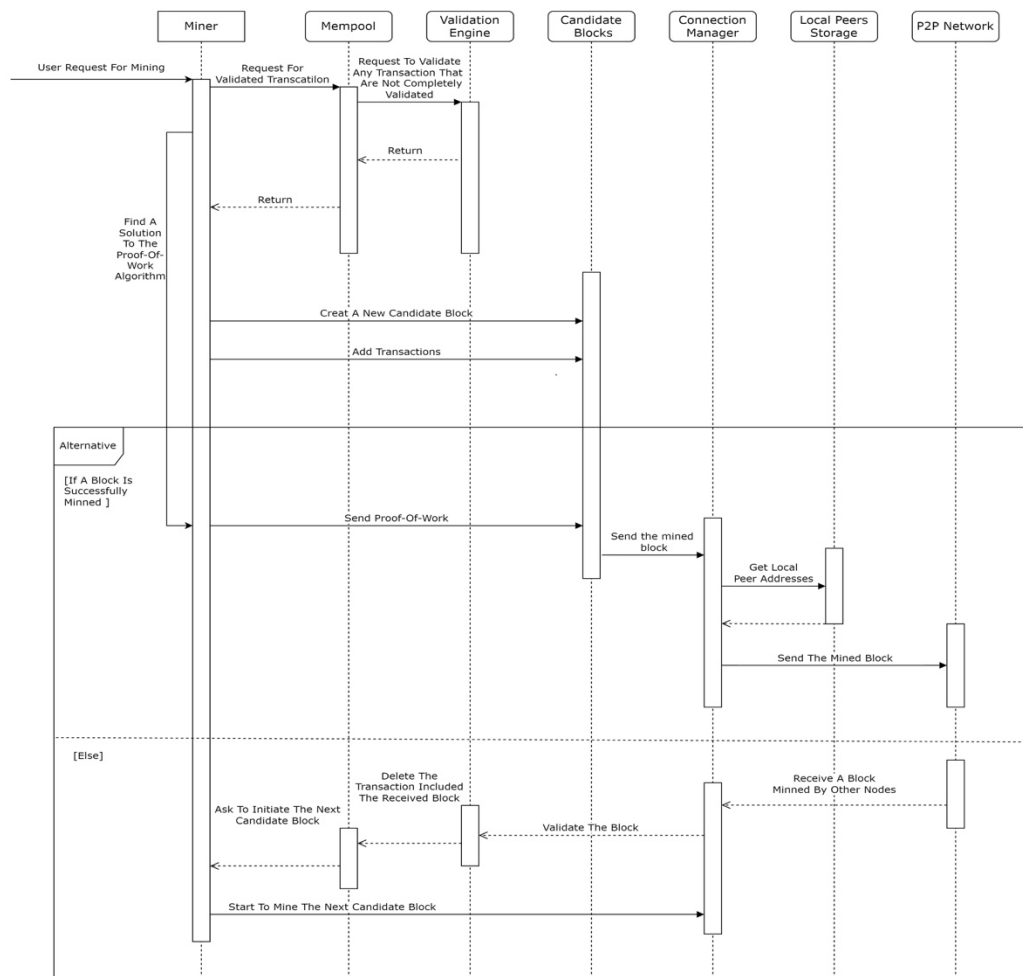 Miner
Mempool
Validation
Engine
Candidate
Blocks
Connection
Manager
Local Peers
Storage
P2P Network
User Request For Mining
Request For
Validated Transcatilon
Request To Validate
Any Transaction That
Are Not Completely
Validated
Return
Return
Find A
Solution
To The
Proof-Of-
Work
Algorithm
Creat A New Candidate Block
Add Transactions
Alternative
[If A Block Is
Successfully
Minned ]
Send Proof-Of-Work
Send the mined
block
Get Local
Peer Addresses
Send The Mined Block
[Else]
Receive A Block
Minned By Other Nodes
Delete The
Transaction Included
The Received Block
Ask To Initiate The Next
Candidate Block
Validate The Block
Start To Mine The Next Candidate Block